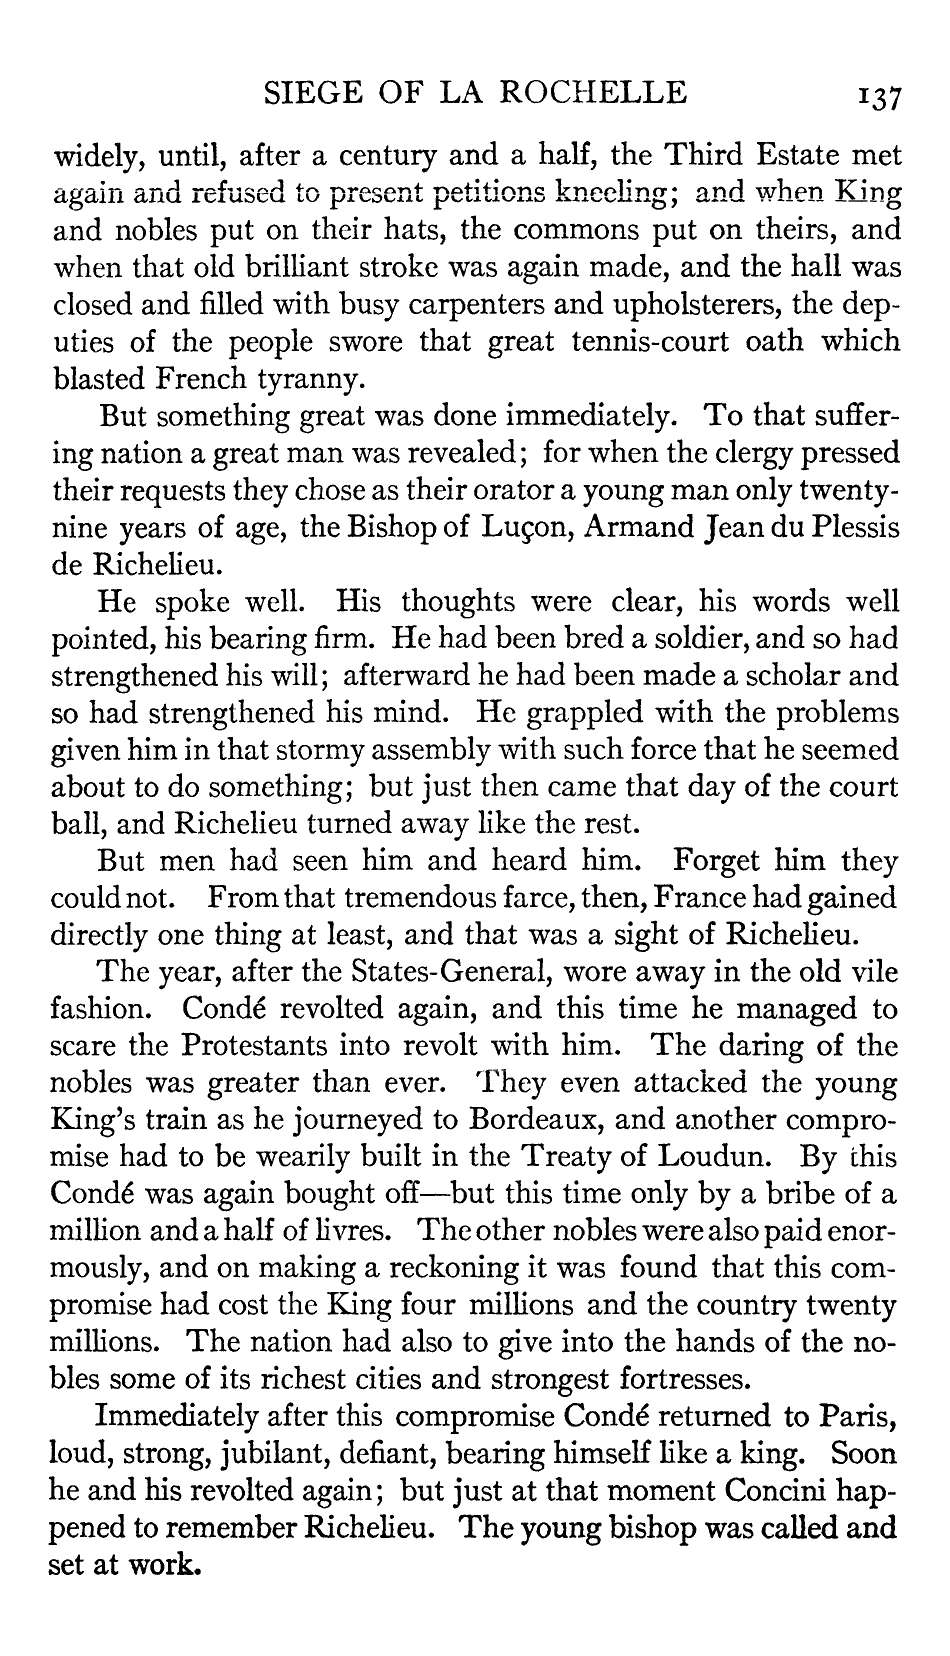 SIEGE OF LA ROCHELLE 137
widely, until, after a century and a half, the Third Estate met
again and refused to present petitions kneeling; and when King
and nobles put on their hats, the commons put on theirs, and
when that old brilliant stroke was again made, and the hall was
closed and filled with busy carpenters and upholsterers, the dep-
uties of the people swore that great tennis-court oath which
blasted French tyranny.
But something great was done immediately. To that suffer-
ing nation a great man was revealed; for when the clergy pressed
their requests they chose as their orator a young man only twenty-
nine years of age, the Bishop of Luçon, Armand Jean du Plessis
de Richelieu.
He spoke well. His thoughts were clear, his words well
pointed, his bearing firm. He had been bred a soldier, and so had
strengthened his will; afterward he had been made a scholar and
so had strengthened his mind. He grappled with the problems
given him in that stormy assembly with such force that he seemed
about to do something; but just then came that day of the court
ball, and Richelieu turned away like the rest.
But men had seen him and heard him. Forget him they
could not. From that tremendous farce, then, France had gained
directly one thing at least, and that was a sight of Richelieu.
The year, after the States-General, wore away in the old vile
fashion. Condé revolted again, and this time he managed to
scare the Protestants into revolt with him. The daring of the
nobles was greater than ever. They even attacked the young
King's train as he journeyed to Bordeaux, and another compro-
mise had to be wearily built in the Treaty of Loudun. By this
Condé was again bought off—but this time only by a bribe of a
million and a half of livres. The other nobles were also paid enor-
mously, and on making a reckoning it was found that this com-
promise had cost the King four millions and the country twenty
millions. The nation had also to give into the hands of the no-
bles some of its richest cities and strongest fortresses.
Immediately after this compromise Condé returned to Paris,
loud, strong, jubilant, defiant, bearing himself like a king. Soon
he and his revolted again; but just at that moment Concini hap-
pened to remember Richelieu. The young bishop was called and
set at work.